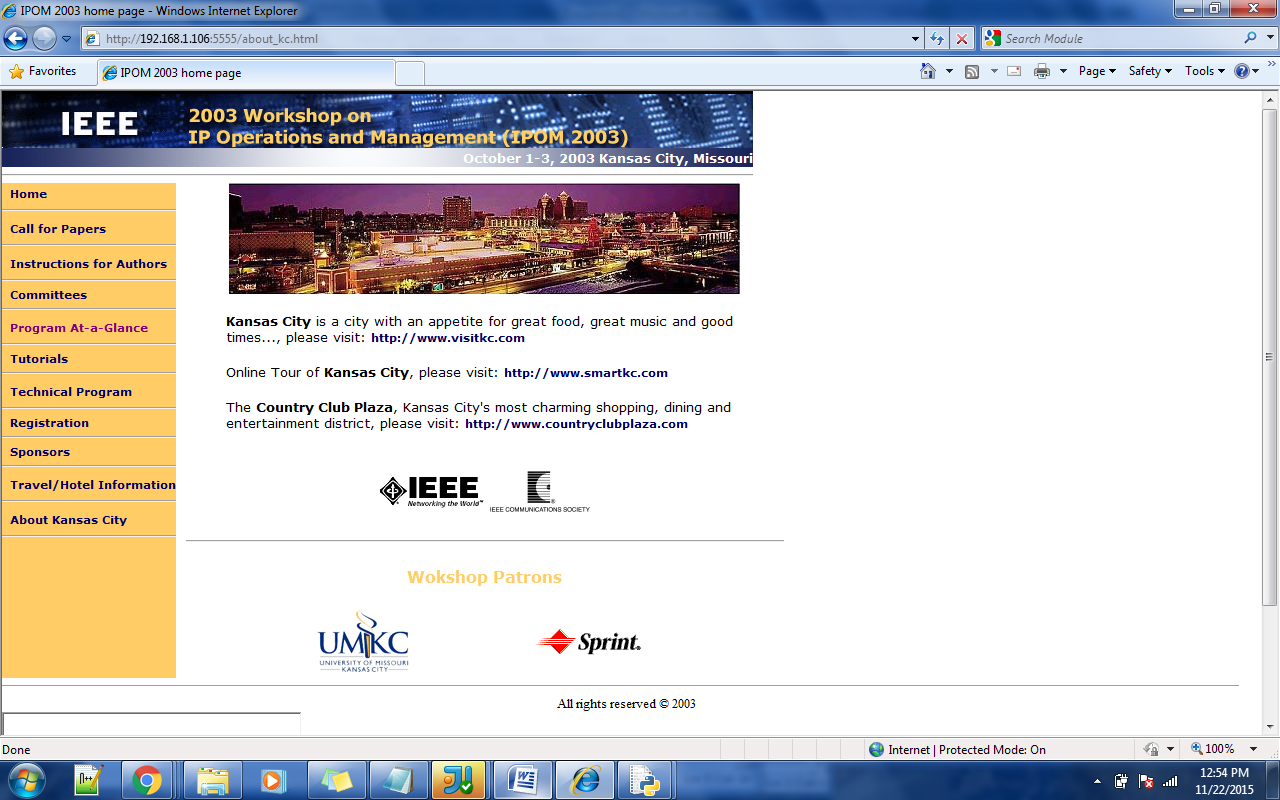 IPOM 2003 home page - Windows Internet Explorer
http://192.168.1.106:5555/about_kc.html
Search Module
Favorites
IPOM 2003 home page
Page
Safety
Tools
IEEE
2003 Workshop on
IP Operations and Management (IPOM 2003)
October 1-3, 2003 Kansas City, Missouri
Home
Call for Papers
Instructions for Authors
Committees
Program At-a-Glance
Tutorials
Technical Program
Registration
Sponsors
Travel/Hotel Information
About Kansas City
Kansas City is a city with an appetite for great food, great music and good
times..., please visit: http://www.visitkc.com
Online Tour of Kansas City, please visit: http://www.smartkc.com
The Country Club Plaza, Kansas City's most charming shopping, dining and
entertainment district, please visit: http://www.countryclubplaza.com
IEEE
Networking the World™
IEEE COMMUNICATIONS SOCIETY
Wokshop Patrons
UMKC
UNIVERSITY OF MISSOURI
KANSAS CITY
Sprint.
All rights reserved © 2003
Done
Internet | Protected Mode: On
100%
12:54 PM
11/22/2015